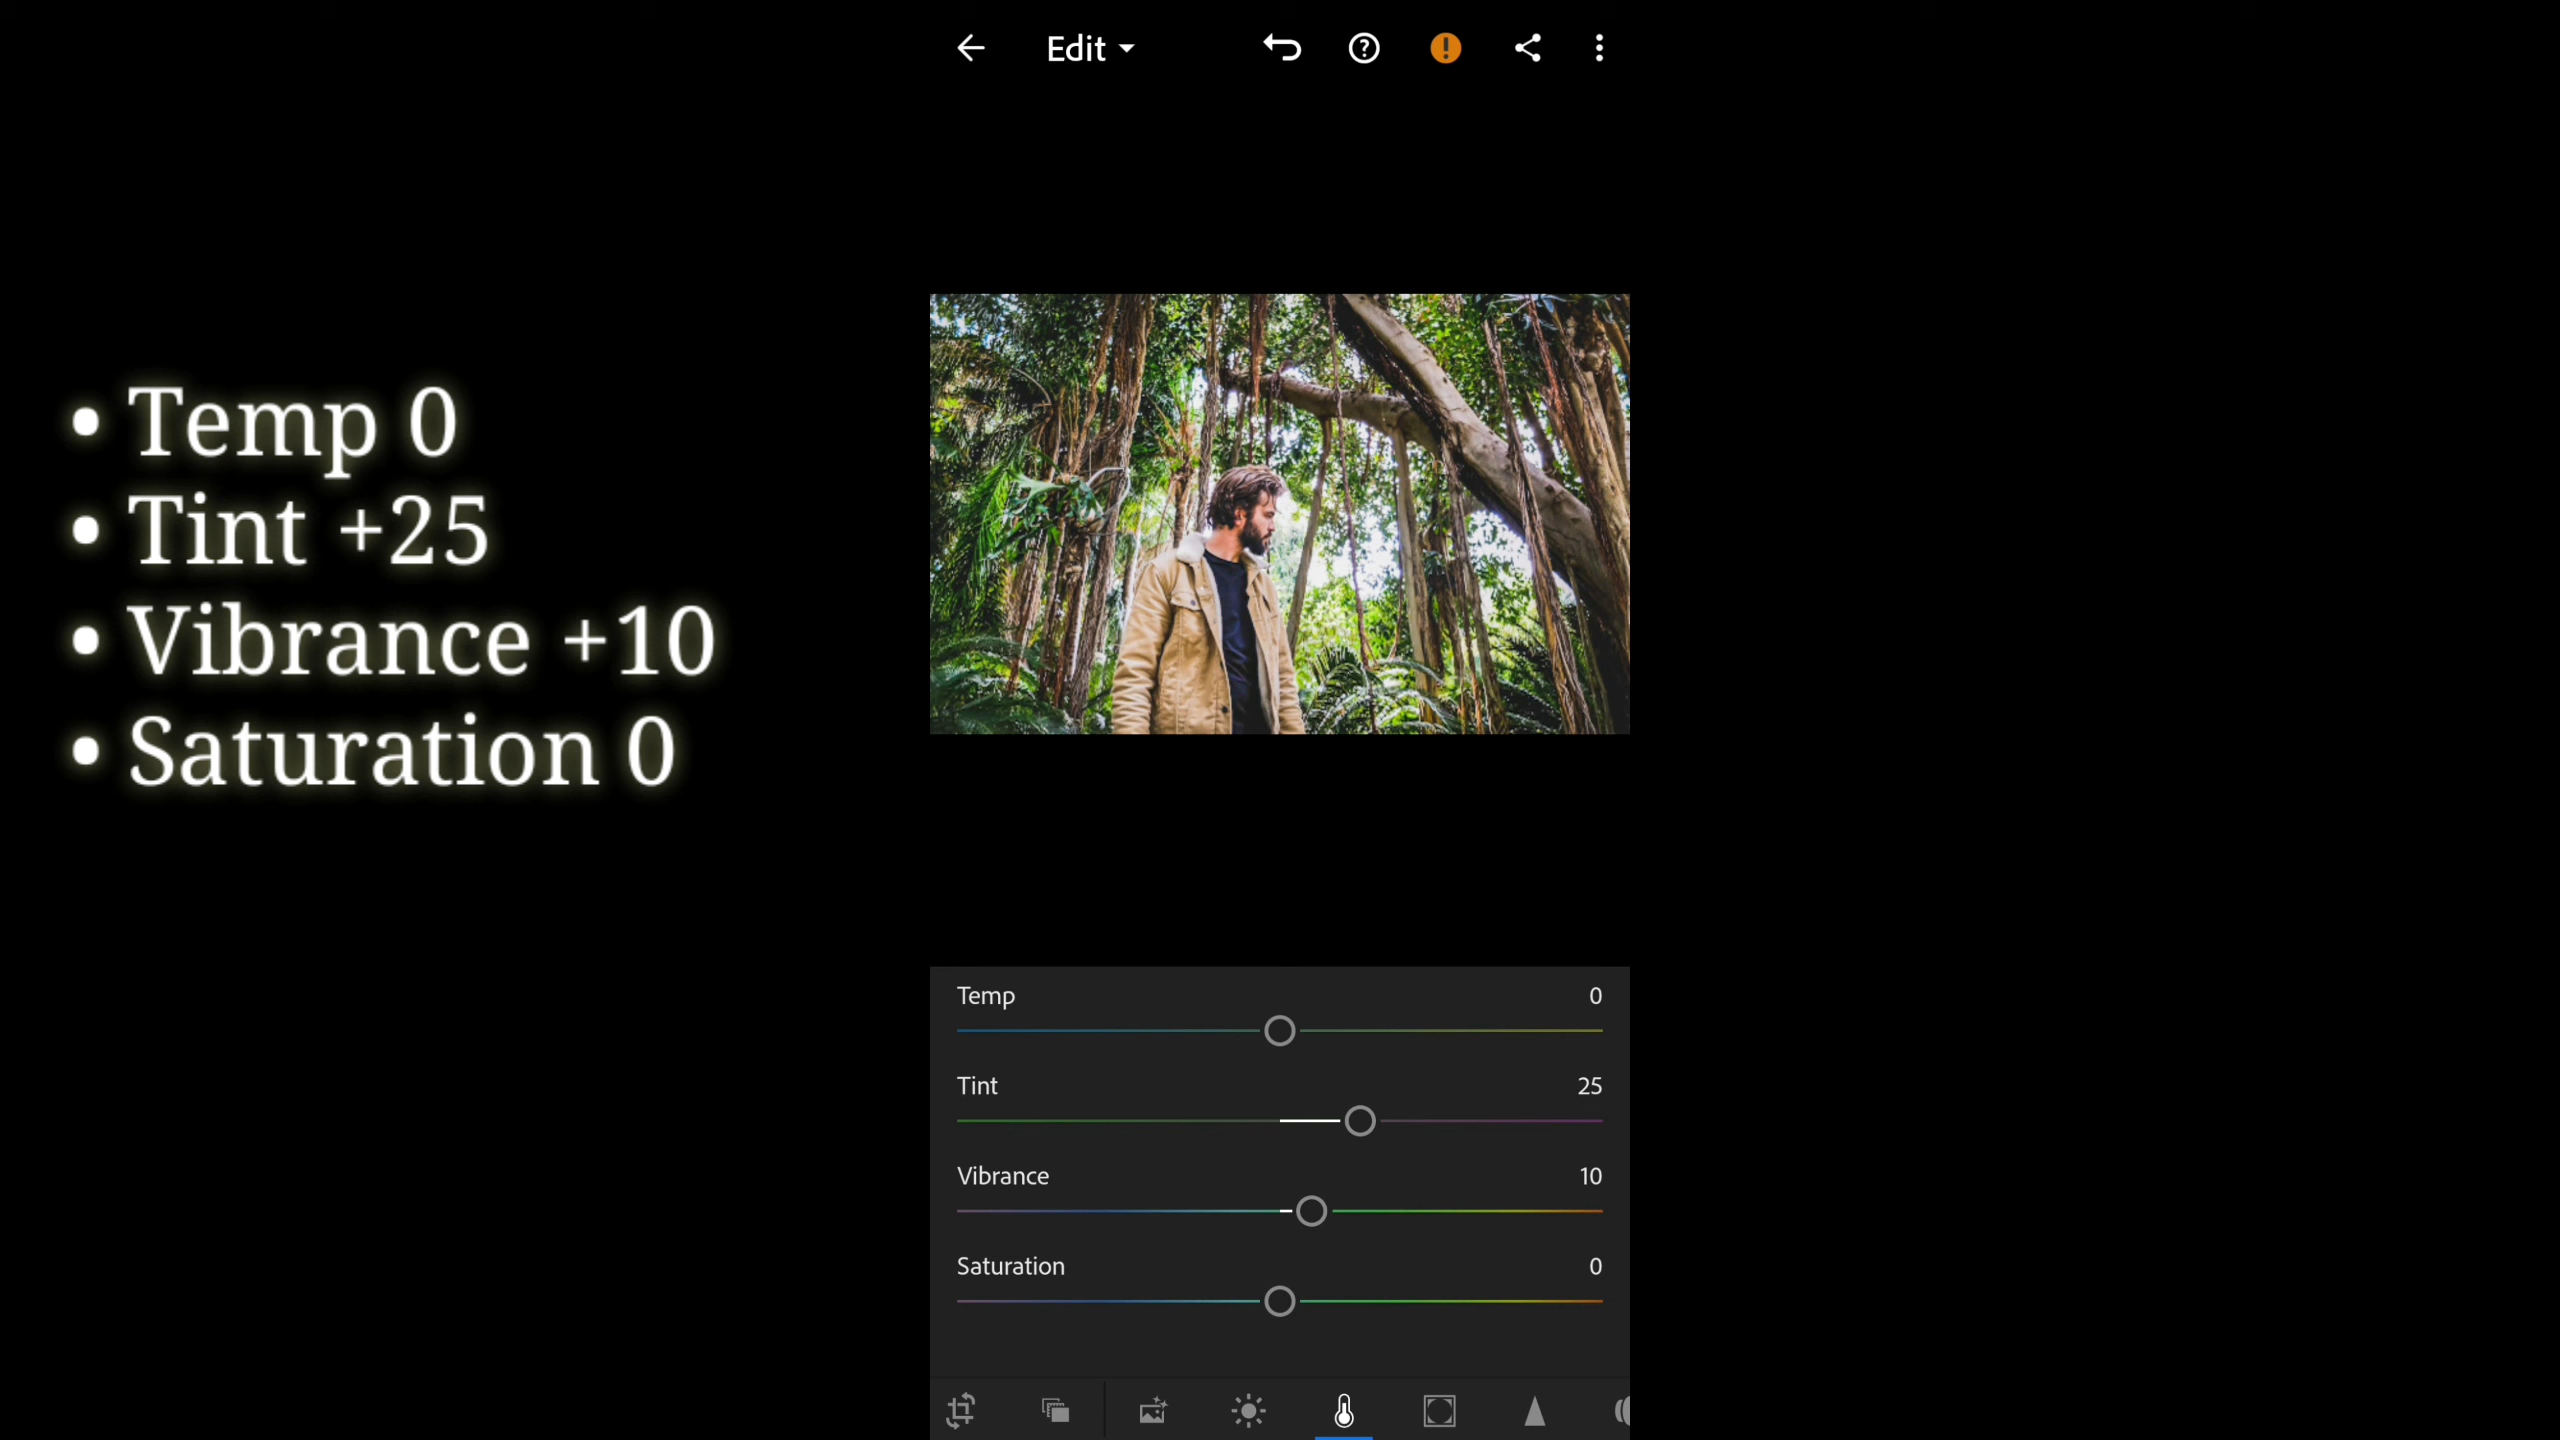 Edit
• Temp 0
• Tint +25
• Vibrance +10
• Saturation 0
Temp 0
Tint 25
Vibrance 10
Saturation 0